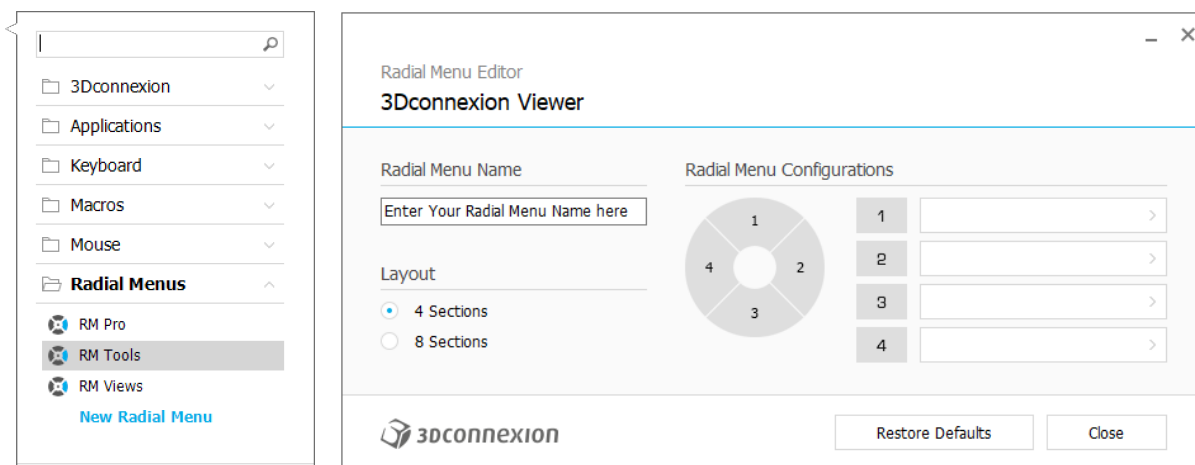 3Dconnexion
Applications
Keyboard
Macros
Mouse
Radial Menus
RM Pro
RM Tools
RM Views
New Radial Menu
Radial Menu Editor
3Dconnexion Viewer
Radial Menu Name
Enter Your Radial Menu Name here
Layout
4 Sections
8 Sections
Radial Menu Configurations
1
4 2
3
1
2
3
4
3Dconnexion
Restore Defaults
Close